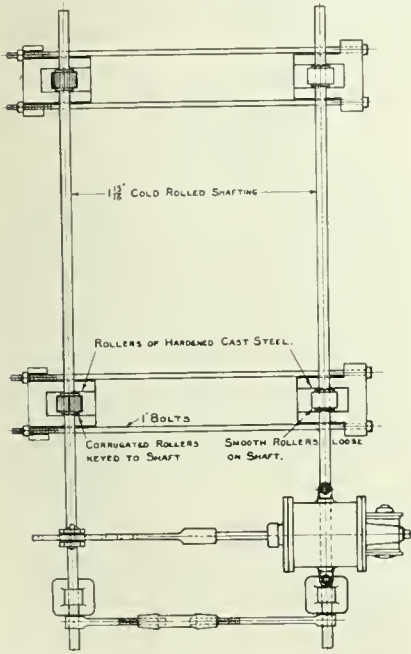 1 15/16" COLD ROLLED SHAFTING
ROLLERS OF HARDENED CAST STEEL.
1" BOLTS
CORRUGATED ROLLERS
KEYED TO SHAFT
SMOOTH ROLLERS LOOSE
ON SHAFT.